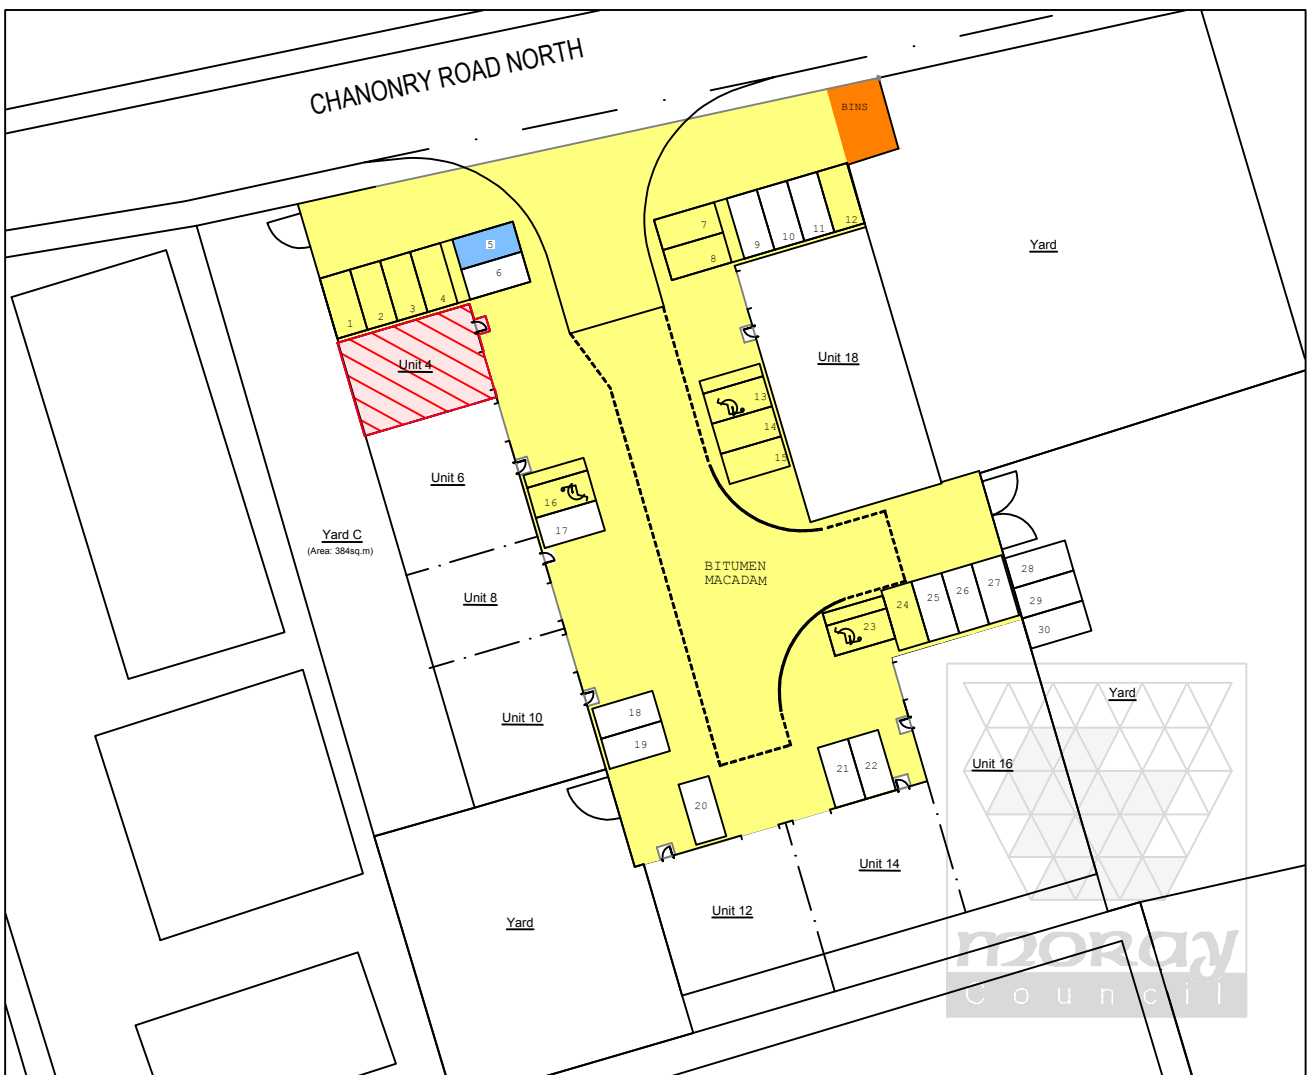 CHANONRY ROAD NORTH
BINS
5
6
7
8
9
10
11
12
1
2
3
4
Yard
Unit 4
Unit 18
13
14
15
Unit 6
16
17
Yard C
(Area: 384sq.m)
BITUMEN
MACADAM
Unit 8
23
24
25
26
27
28
29
30
Unit 10
18
19
20
21
22
Yard
Unit 16
Unit 14
Unit 12
Yard
moray
Council